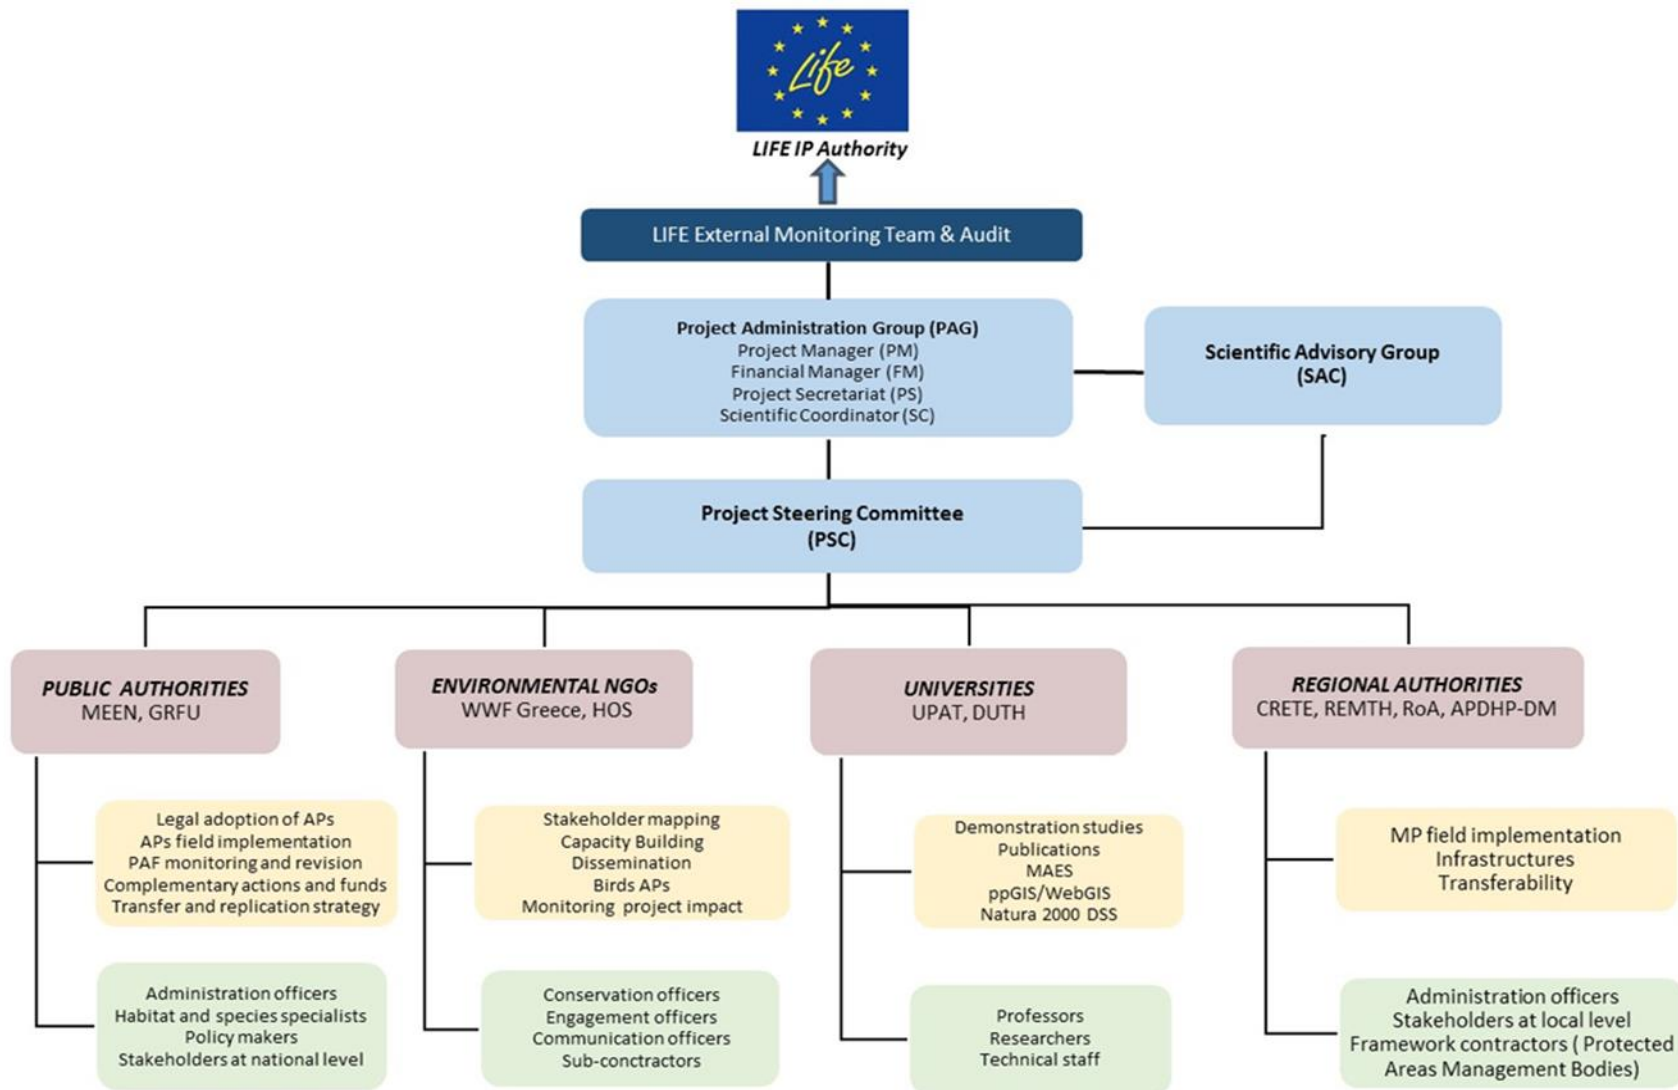 Life
LIFE IP Authority
LIFE External Monitoring Team & Audit
Project Administration Group (PAG)
Project Manager (PM)
Financial Manager (FM)
Project Secretariat (PS)
Scientific Coordinator (SC)
Scientific Advisory Group
(SAC)
Project Steering Committee
(PSC)
PUBLIC AUTHORITIES
MEEN, GRFU
ENVIRONMENTAL NGOs
WWF Greece, HOS
UNIVERSITIES
UPAT, DUTH
REGIONAL AUTHORITIES
CRETE, REMTH, RoA, APDHP-DM
Legal adoption of APs
APs field implementation
PAF monitoring and revision
Complementary actions and funds
Transfer and replication strategy
Stakeholder mapping
Capacity Building
Dissemination
Birds APs
Monitoring project impact
Demonstration studies
Publications
MAES
ppGIS/WebGIS
Natura 2000 DSS
MP field implementation
Infrastructures
Transferability
Administration officers
Habitat and species specialists
Policy makers
Stakeholders at national level
Conservation officers
Engagement officers
Communication officers
Sub-conctractors
Professors
Researchers
Technical staff
Administration officers
Stakeholders at local level
Framework contractors ( Protected
Areas Management Bodies)